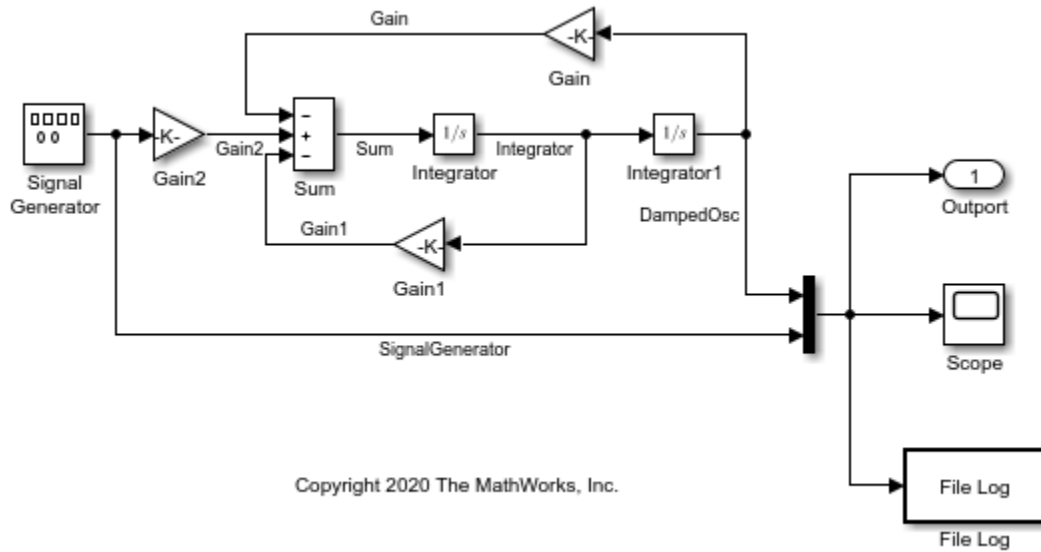 Gain
-K-
Gain
-K-
Gain2
Gain2
−
+
−
Sum
Sum
1/s
Integrator
Integrator
1/s
Integrator1
Signal
Generator
DampedOsc
1
Outport
Gain1
-K-
Gain1
SignalGenerator
Scope
Copyright 2020 The MathWorks, Inc.
File Log
File Log